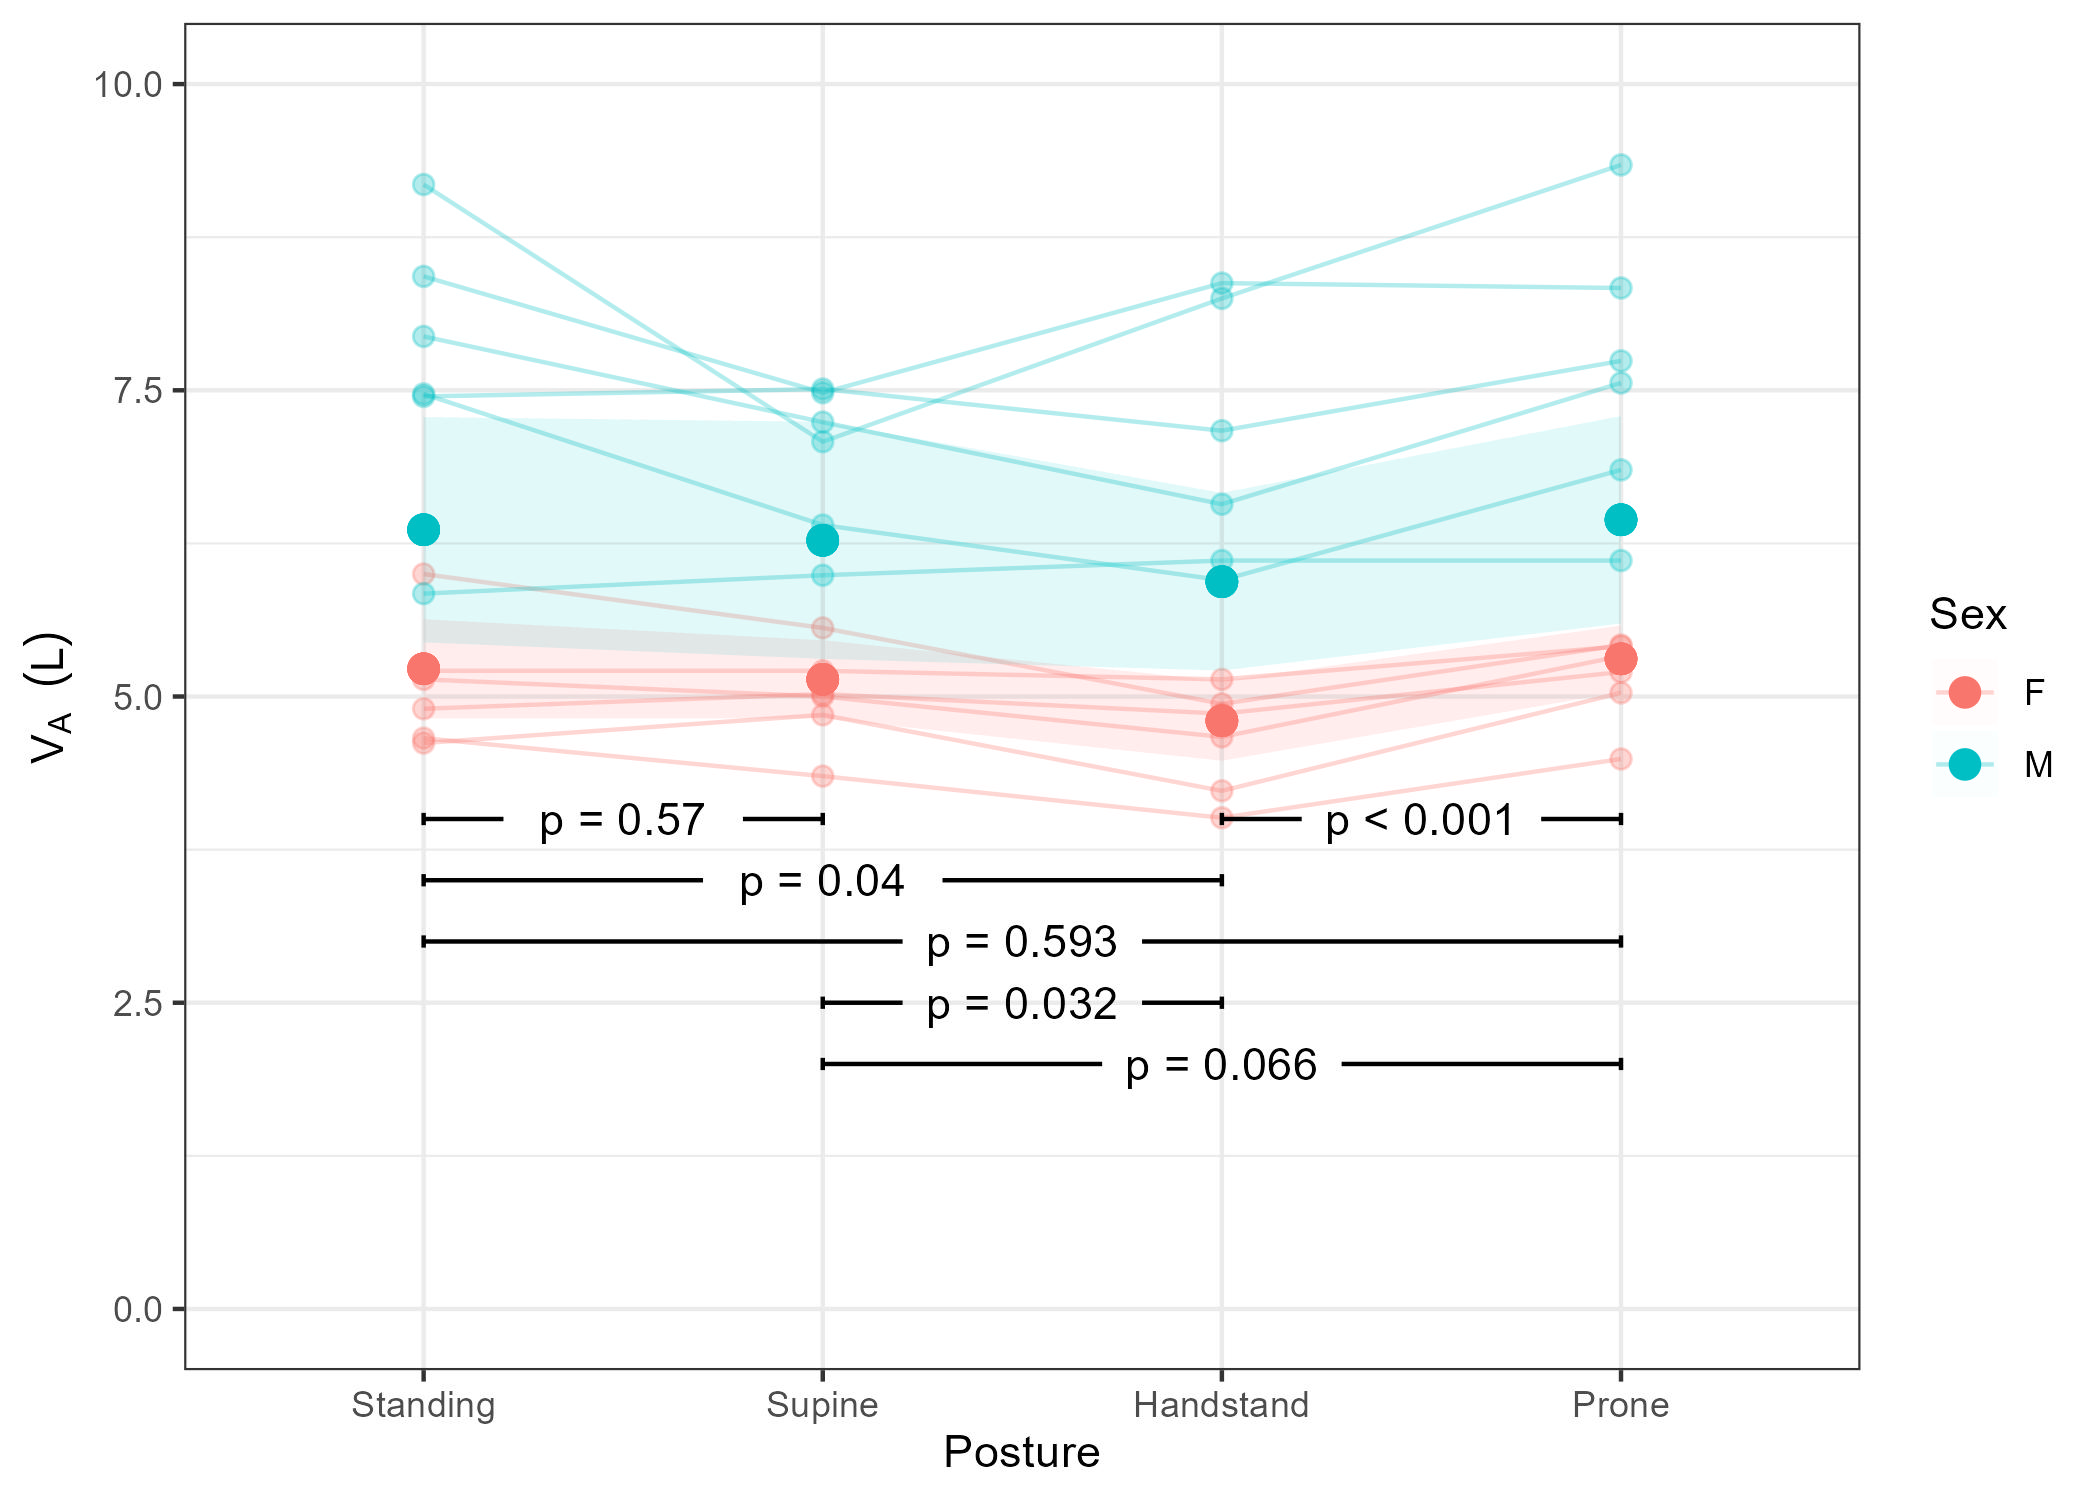 10.0
7.5
5.0
2.5
0.0
V_A (L)
p = 0.57
p < 0.001
p = 0.04
p = 0.593
p = 0.032
p = 0.066
Standing Supine Handstand Prone
Posture
Sex
F
M